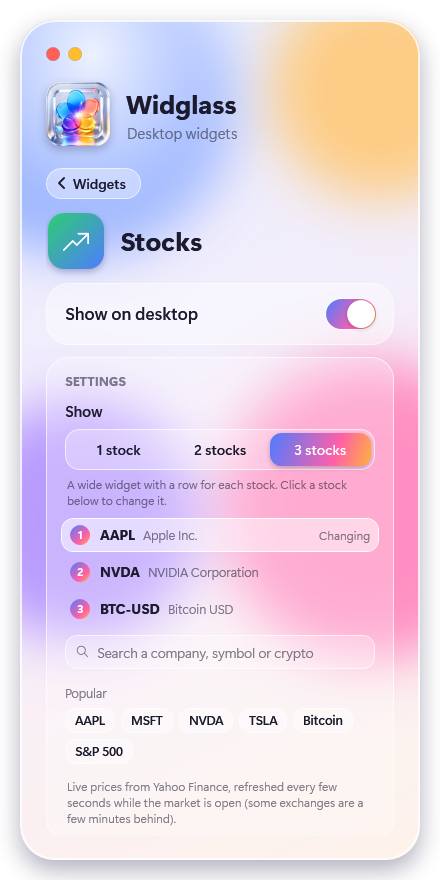 Widglass
Desktop widgets
Widgets
Stocks
Show on desktop
SETTINGS
Show
1 stock 2 stocks 3 stocks
A wide widget with a row for each stock. Click a stock
below to change it.
1 AAPL Apple Inc. Changing
2 NVDA NVIDIA Corporation
3 BTC-USD Bitcoin USD
Search a company, symbol or crypto
Popular
AAPL MSFT NVDA TSLA Bitcoin
S&P 500
Live prices from Yahoo Finance, refreshed every few
seconds while the market is open (some exchanges are a
few minutes behind).